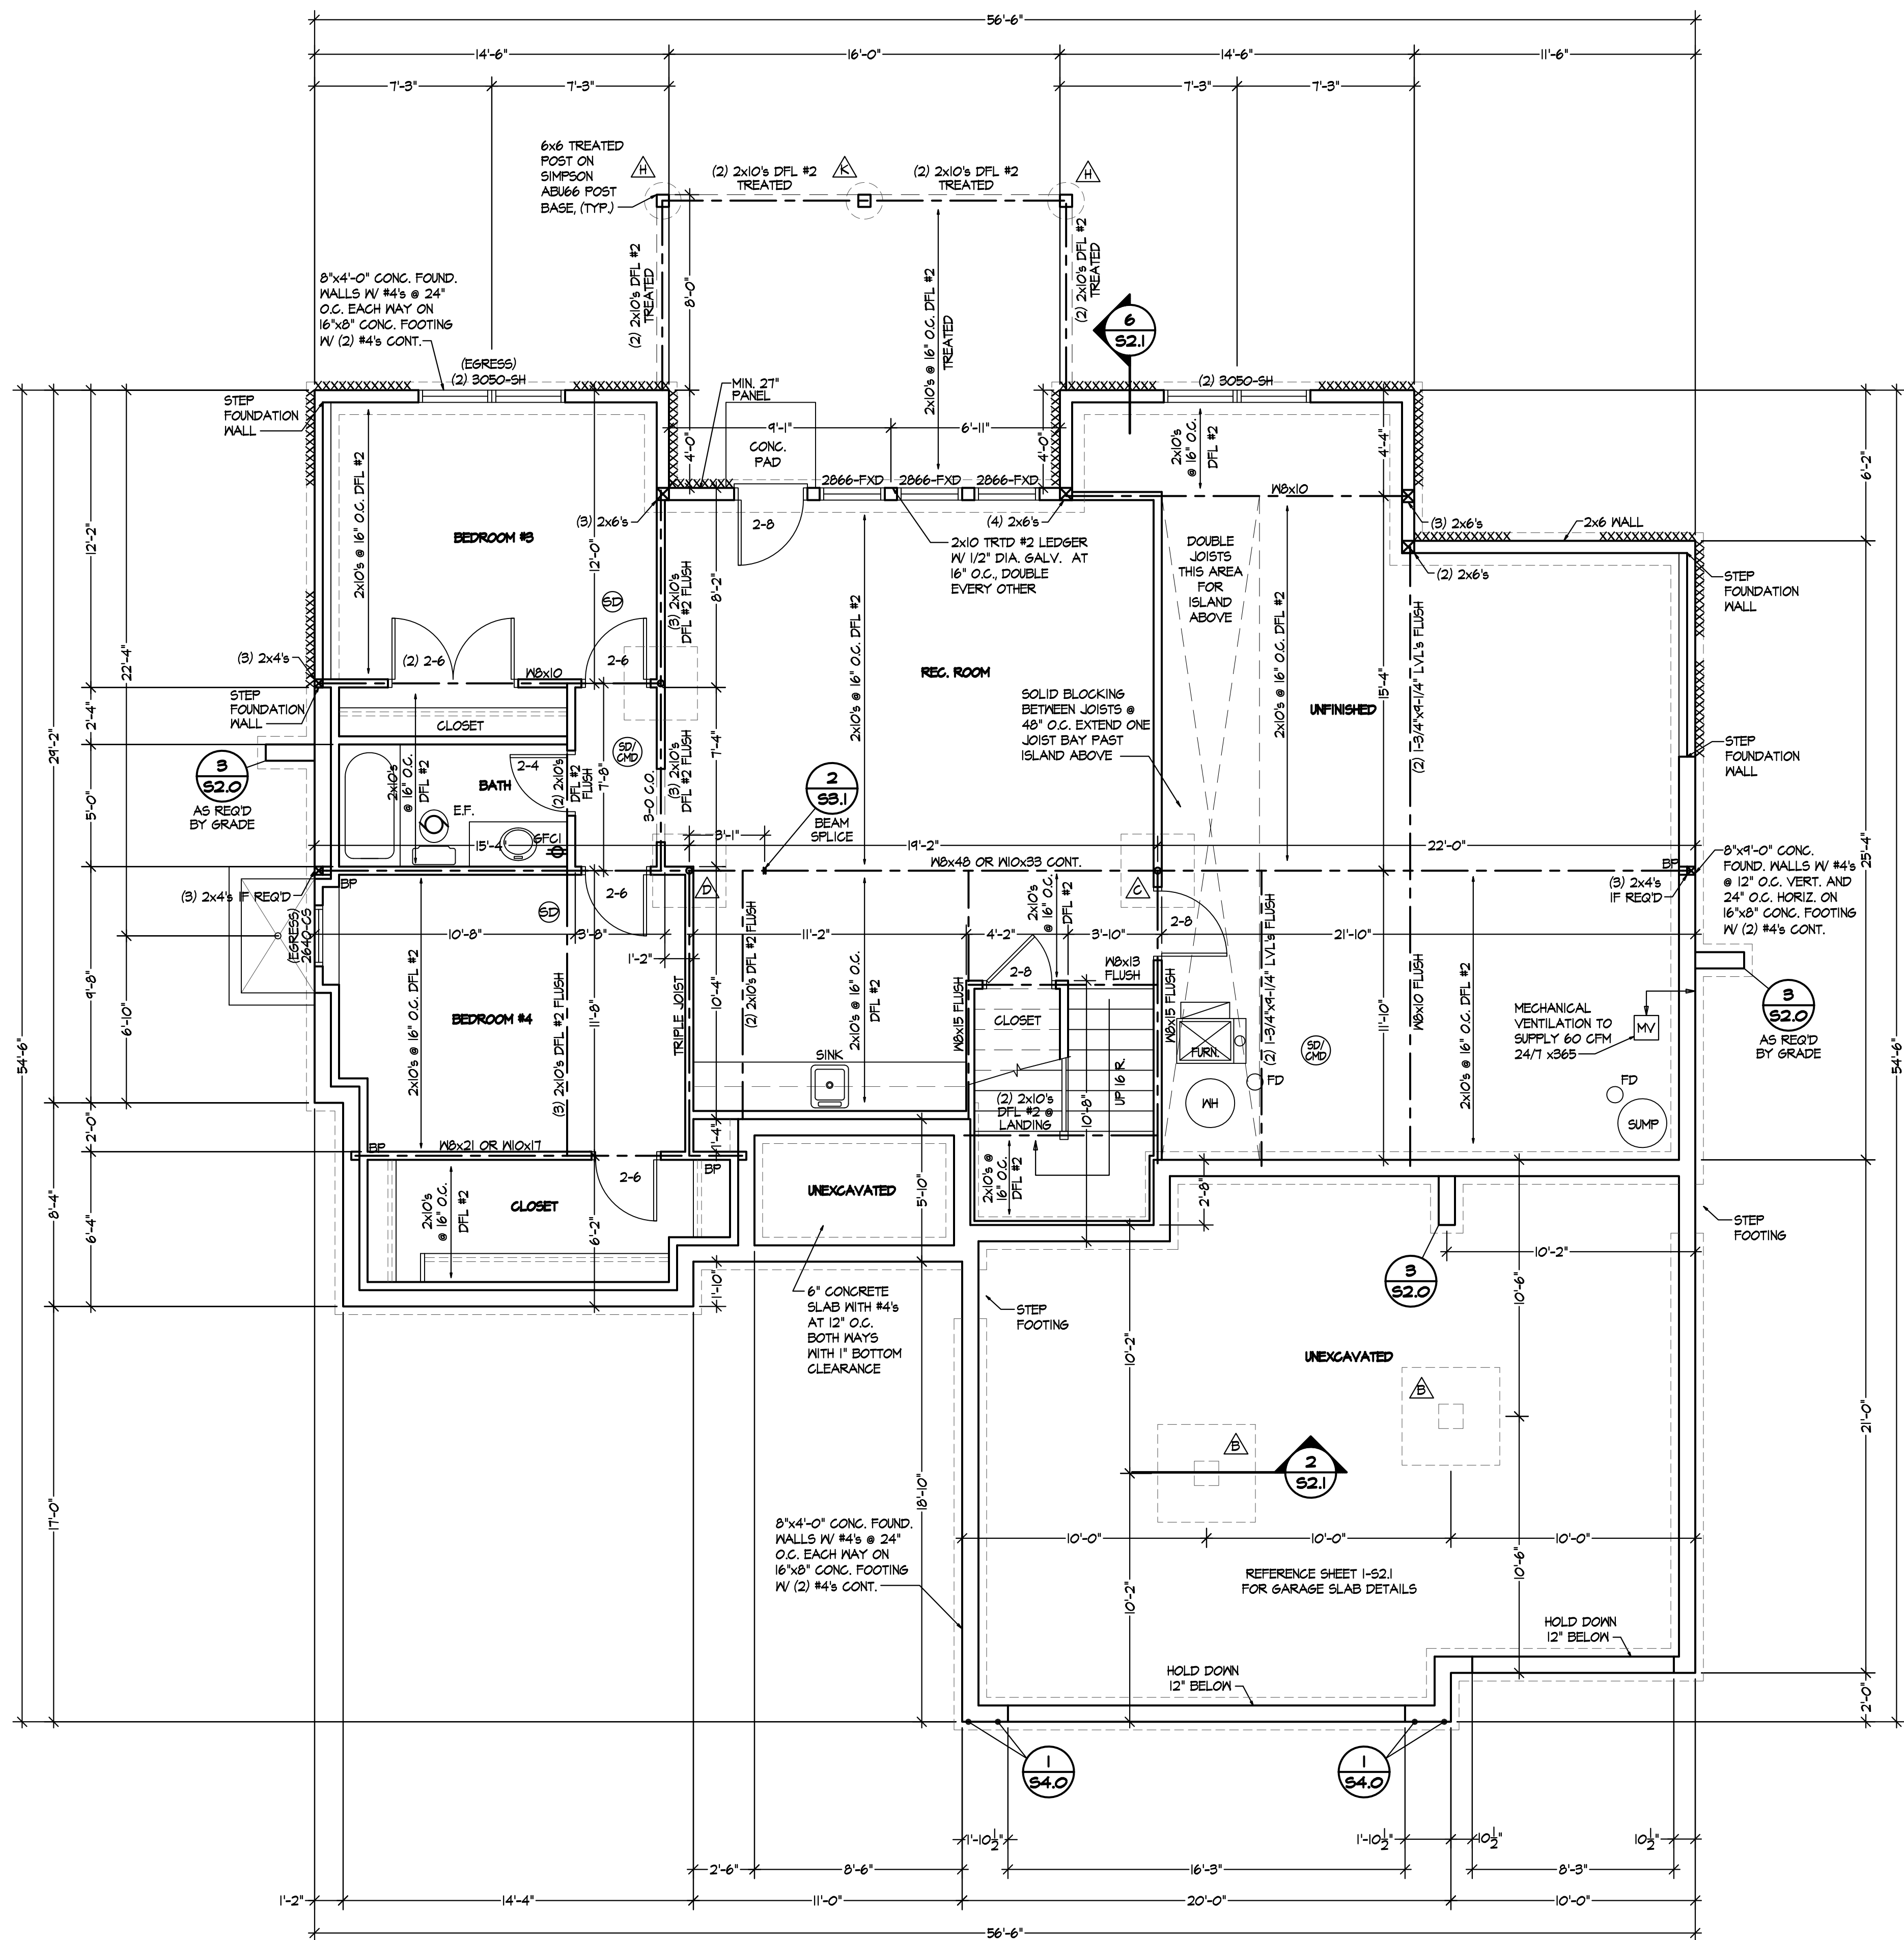 56'-6"
14'-6"
16'-0"
14'-6"
11'-6"
7'-3"
7'-3"
7'-3"
7'-3"
6x6 TREATED
POST ON
SIMPSON
ABU66 POST
BASE, (TYP.)
H
(2) 2x10's DFL #2
TREATED
K
(2) 2x10's DFL #2
TREATED
H
(2) 2x10's DFL #2
TREATED
8'-0"
2x10's @ 16" O.C. DFL #2
TREATED
(2) 2x10's DFL #2
TREATED
6
S2.1
8"x4'-0" CONC. FOUND.
WALLS W/ #4's @ 24"
O.C. EACH WAY ON
16"x8" CONC. FOOTING
W/ (2) #4's CONT.
(EGRESS)
(2) 3050-SH
MIN. 27"
PANEL
(2) 3050-SH
STEP
FOUNDATION
WALL
9'-1"
6'-11"
4'-0"
CONC.
PAD
4'-0"
2x10's
@ 16" O.C.
DFL #2
4'-4"
6'-2"
2866-FXD
2866-FXD
2866-FXD
W8x10
2x10's @ 16" O.C. DFL #2
BEDROOM #3
12'-0"
12'-2"
(3) 2x6's
2-8
(4) 2x6's
(3) 2x6's
2x6 WALL
2x10 TRTD #2 LEDGER
W/ 1/2" DIA. GALV. AT
16" O.C., DOUBLE
EVERY OTHER
DOUBLE
JOISTS
THIS AREA
FOR
ISLAND
ABOVE
(2) 2x6's
STEP
FOUNDATION
WALL
SD
(3) 2x10's
DFL #2 FLUSH
8'-2"
2x10's @ 16" O.C. DFL #2
2x10's @ 16" O.C. DFL #2
(2) 1-3/4"x9-1/4" LVL's FLUSH
22'-4"
(3) 2x4's
(2) 2-6
W8x10
2-6
REC. ROOM
15'-4"
STEP
FOUNDATION
WALL
2'-4"
CLOSET
SOLID BLOCKING
BETWEEN JOISTS @
48" O.C. EXTEND ONE
JOIST BAY PAST
ISLAND ABOVE
UNFINISHED
29'-2"
3
S2.0
AS REQ'D
BY GRADE
2x10's
@ 16" O.C.
DFL #2
BATH
2-4
E.F.
GFCI
(2) 2x10's
DFL #2
FLUSH
SD/
CMD
7'-8"
3-0 C.O.
(3) 2x10's
DFL #2 FLUSH
7'-4"
2
S3.1
BEAM
SPLICE
STEP
FOUNDATION
WALL
5'-0"
3'-1"
15'-4"
19'-2"
22'-0"
W8x48 OR W10x33 CONT.
25'-4"
(3) 2x4's IF REQ'D
BP
2-6
D
C
BP
(3) 2x4's
IF REQ'D
8"x9'-0" CONC.
FOUND. WALLS W/ #4's
@ 12" O.C. VERT. AND
24" O.C. HORIZ. ON
16"x8" CONC. FOOTING
W/ (2) #4's CONT.
SD
(EGRESS)
2640-CS
10'-8"
3'-8"
1'-2"
11'-2"
4'-2"
3'-10"
21'-10"
2x10's
@ 16" O.C.
DFL #2
2-8
2-8
W8x13
FLUSH
9'-8"
6'-10"
2x10's @ 16" O.C. DFL #2
BEDROOM #4
(3) 2x10's DFL #2 FLUSH
11'-8"
TRIPLE JOIST
10'-4"
(2) 2x10's DFL #2 FLUSH
2x10's @ 16" O.C.
DFL #2
W8x15 FLUSH
CLOSET
W8x15 FLUSH
FURN.
(2) 1-3/4"x9-1/4" LVL's FLUSH
SD/
CMD
11'-10"
W8x10 FLUSH
2x10's @ 16" O.C. DFL #2
MECHANICAL
VENTILATION TO
SUPPLY 60 CFM
24/7 x365
MV
3
S2.0
AS REQ'D
BY GRADE
SINK
UP 16 R.
10'-8"
(2) 2x10's
DFL #2 @
LANDING
FD
WH
FD
SUMP
54'-6"
54'-6"
2'-0"
BP
W8x21 OR W10x17
1'-4"
BP
2-6
2x10's
@ 16" O.C.
DFL #2
CLOSET
6'-2"
8'-4"
6'-4"
UNEXCAVATED
5'-10"
2x10's @
16" O.C.
DFL #2
2'-8"
STEP
FOOTING
10'-2"
1'-10"
6" CONCRETE
SLAB WITH #4's
AT 12" O.C.
BOTH WAYS
WITH 1" BOTTOM
CLEARANCE
STEP
FOOTING
3
S2.0
10'-6"
10'-2"
UNEXCAVATED
B
B
2
S2.1
17'-0"
18'-10"
21'-0"
8"x4'-0" CONC. FOUND.
WALLS W/ #4's @ 24"
O.C. EACH WAY ON
16"x8" CONC. FOOTING
W/ (2) #4's CONT.
10'-0"
10'-0"
10'-0"
REFERENCE SHEET 1-S2.1
FOR GARAGE SLAB DETAILS
10'-6"
10'-2"
HOLD DOWN
12" BELOW
HOLD DOWN
12" BELOW
2'-0"
1
S4.0
1
S4.0
1'-10 1/2"
1'-10 1/2"
10 1/2"
10 1/2"
2'-6"
8'-6"
16'-3"
8'-3"
1'-2"
14'-4"
11'-0"
20'-0"
10'-0"
56'-6"